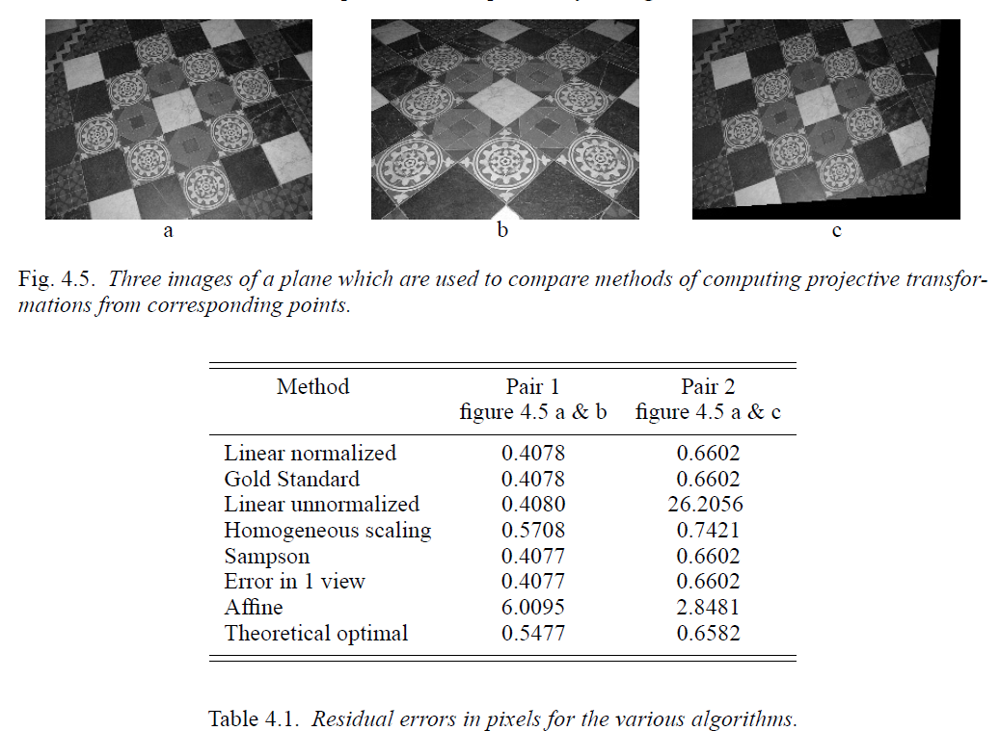 a
b
c
Fig. 4.5. Three images of a plane which are used to compare methods of computing projective transfor-
mations from corresponding points.
Method Pair 1 Pair 2
figure 4.5 a & b figure 4.5 a & c
Linear normalized 0.4078 0.6602
Gold Standard 0.4078 0.6602
Linear unnormalized 0.4080 26.2056
Homogeneous scaling 0.5708 0.7421
Sampson 0.4077 0.6602
Error in 1 view 0.4077 0.6602
Affine 6.0095 2.8481
Theoretical optimal 0.5477 0.6582
Table 4.1. Residual errors in pixels for the various algorithms.